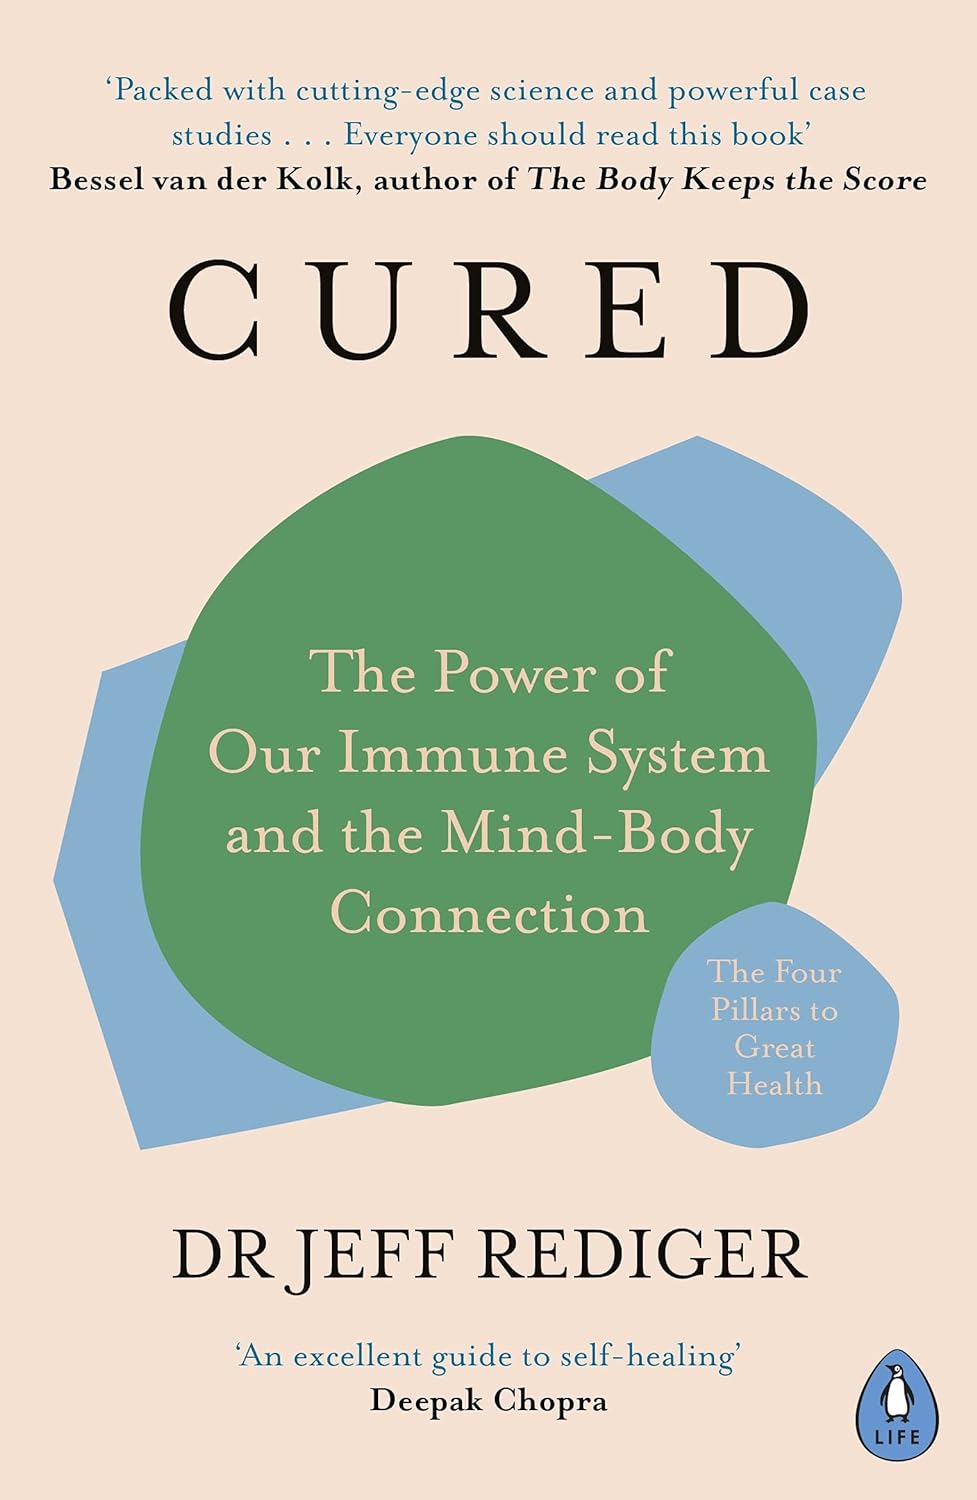 ‘Packed with cutting-edge science and powerful case
studies . . . Everyone should read this book’
Bessel van der Kolk, author of The Body Keeps the Score
CURED
The Power of
Our Immune System
and the Mind-Body
Connection
The Four
Pillars to
Great
Health
DR JEFF REDIGER
‘An excellent guide to self-healing’
Deepak Chopra
LIFE